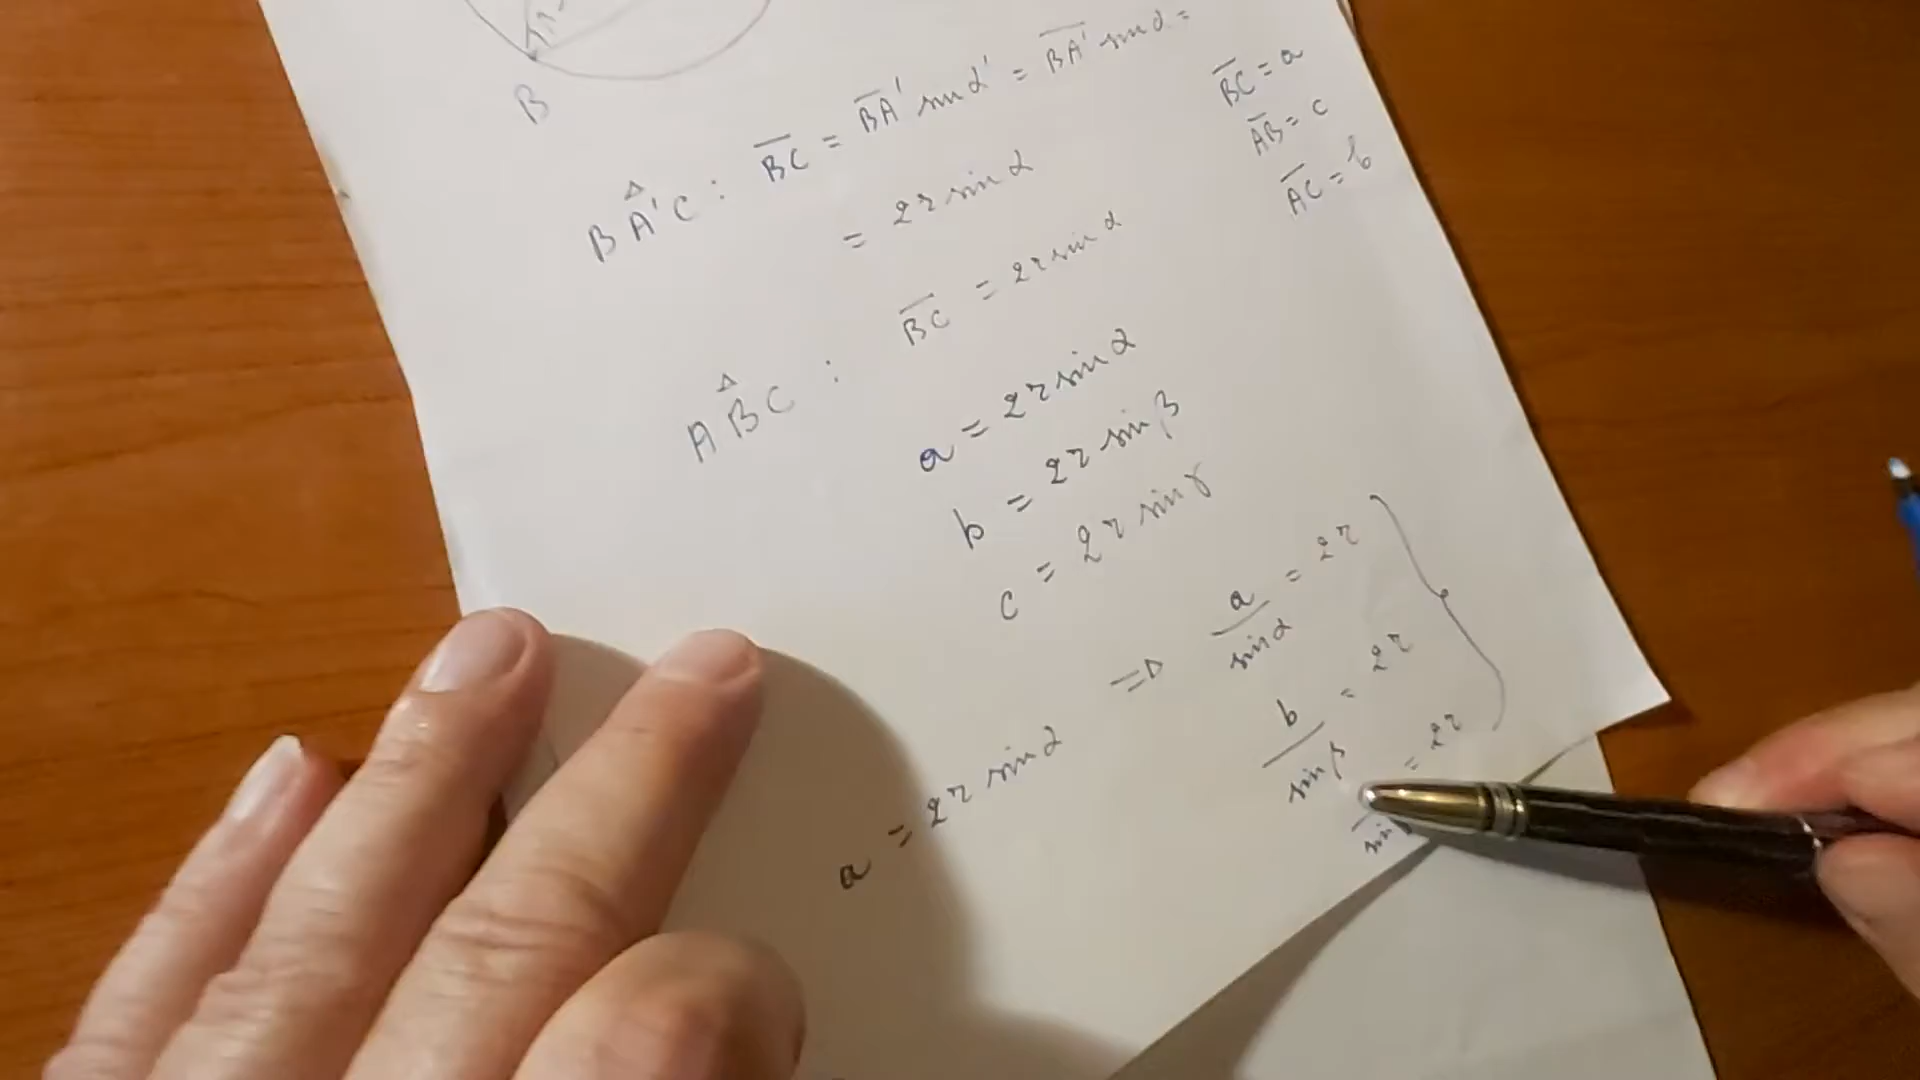 B
BA'C : BC = BA' sin α' = BA' sin α =
= 2r sin α
BC = a
AB = c
AC = b
ABC : BC = 2r sin α
a = 2r sin α
b = 2r sin β
c = 2r sin γ
a = 2r sin α => a/sin α = 2r
b/sin β = 2r
sin = 2r